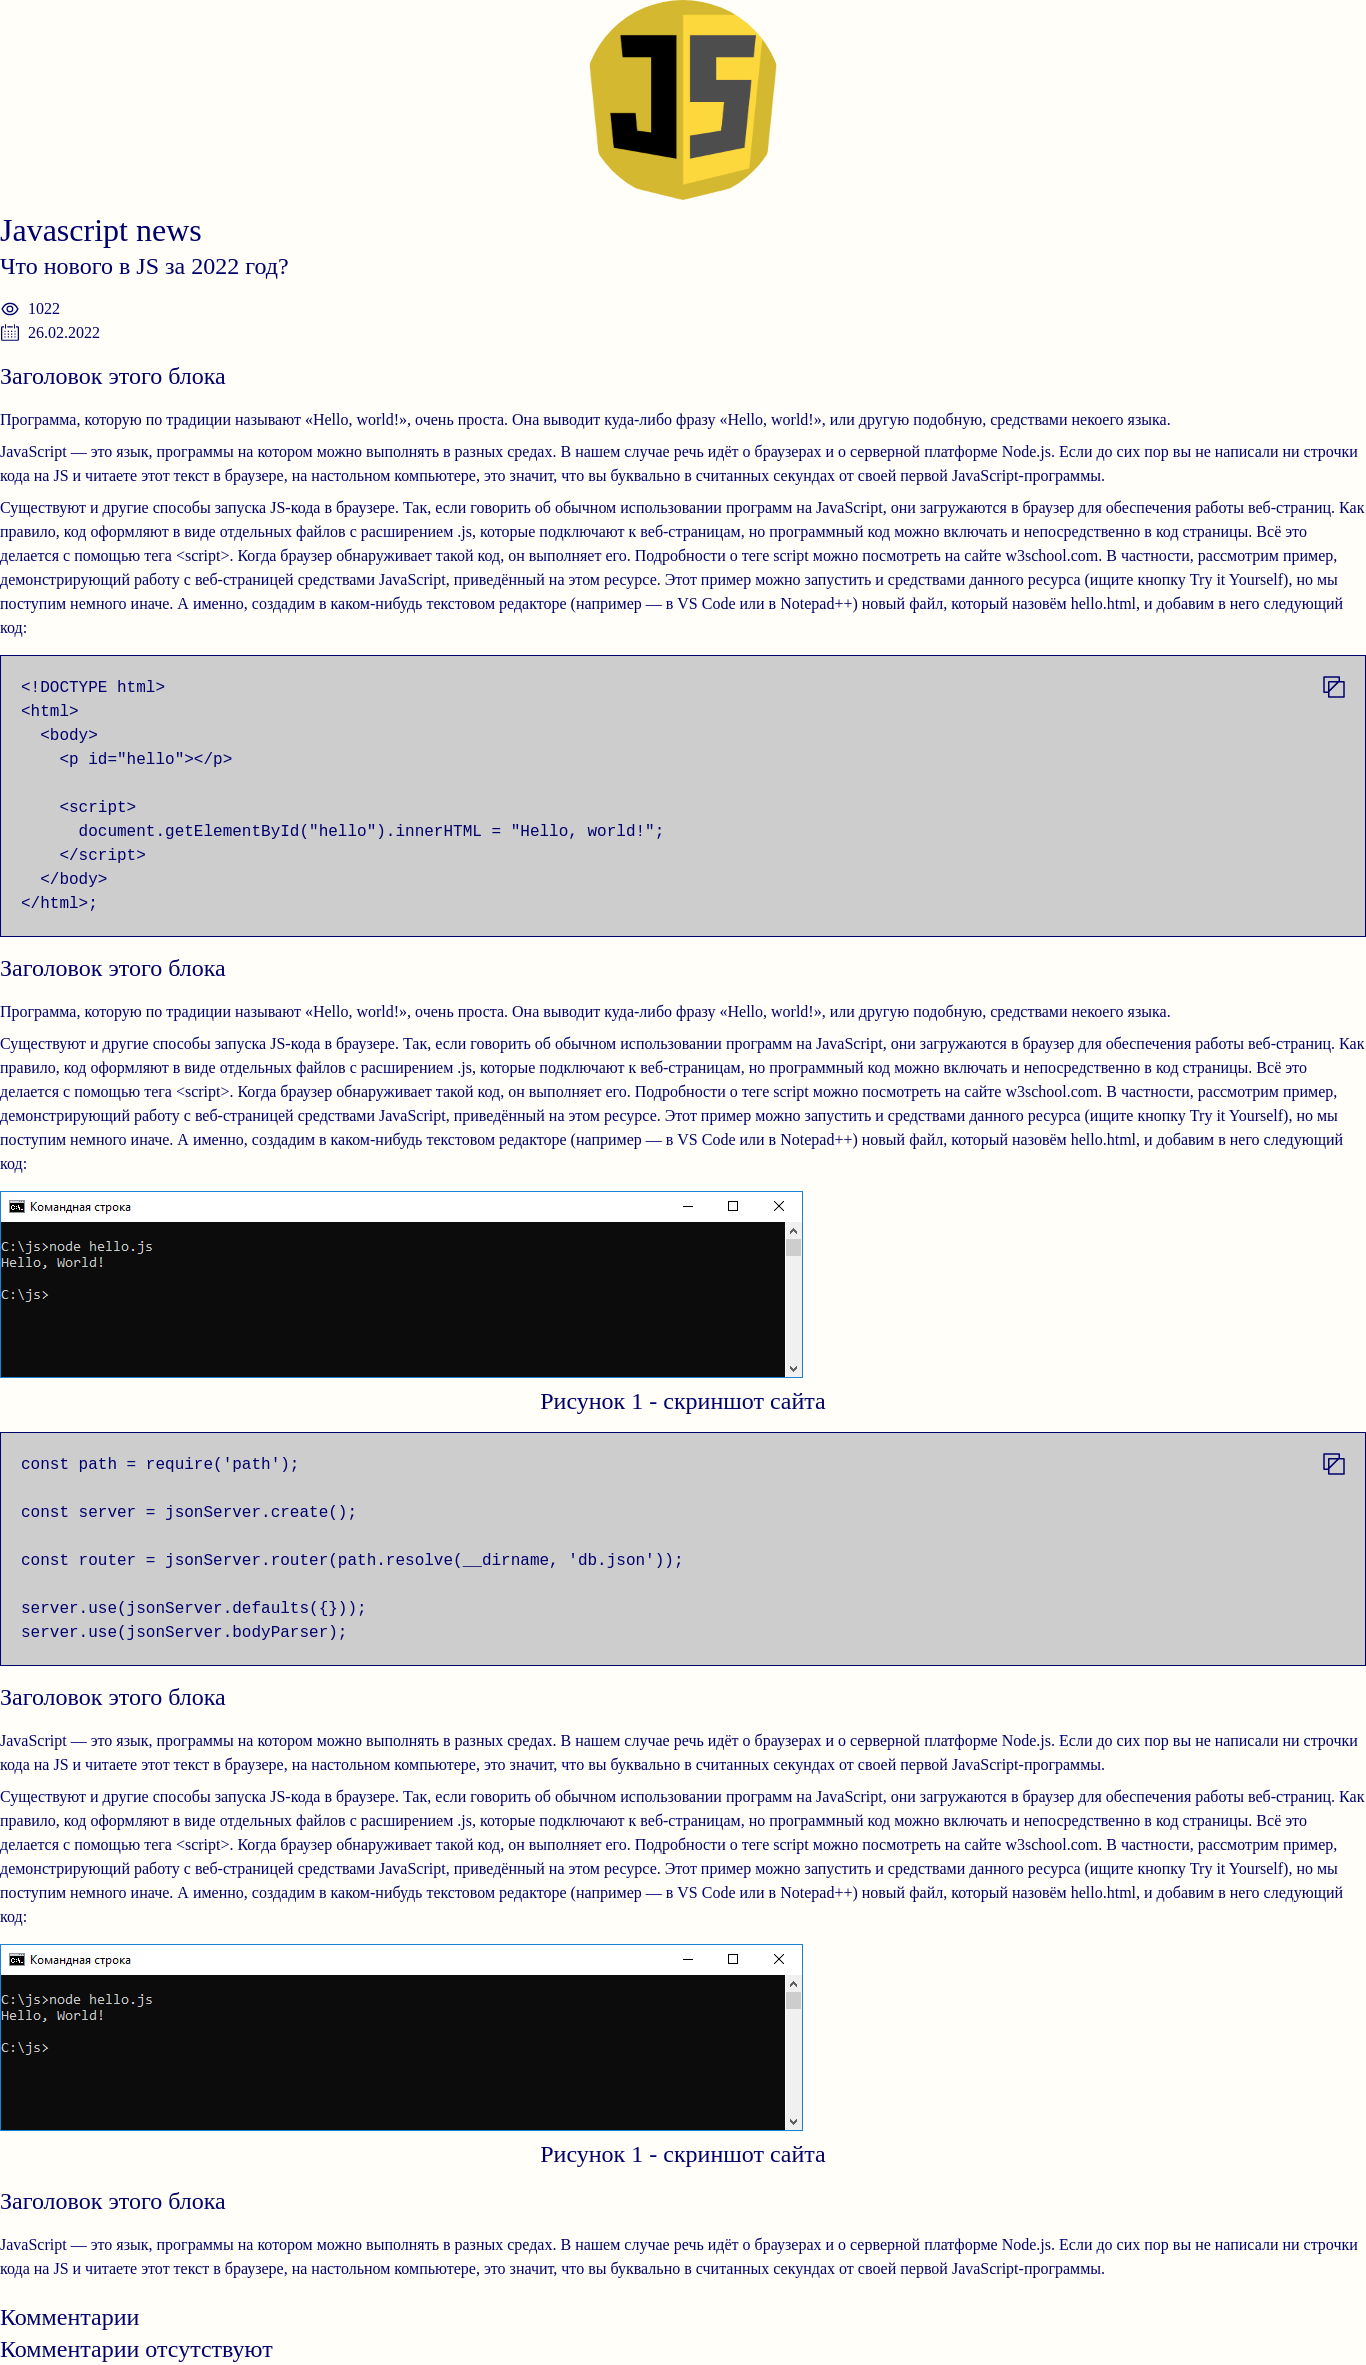 JS
Javascript news
Что нового в JS за 2022 год?
1022
26.02.2022
Заголовок этого блока
Программа, которую по традиции называют «Hello, world!», очень проста. Она выводит куда-либо фразу «Hello, world!», или другую подобную, средствами некоего языка.
JavaScript — это язык, программы на котором можно выполнять в разных средах. В нашем случае речь идёт о браузерах и о серверной платформе Node.js. Если до сих пор вы не написали ни строчки
кода на JS и читаете этот текст в браузере, на настольном компьютере, это значит, что вы буквально в считанных секундах от своей первой JavaScript-программы.
Существуют и другие способы запуска JS-кода в браузере. Так, если говорить об обычном использовании программ на JavaScript, они загружаются в браузер для обеспечения работы веб-страниц. Как
правило, код оформляют в виде отдельных файлов с расширением .js, которые подключают к веб-страницам, но программный код можно включать и непосредственно в код страницы. Всё это
делается с помощью тега <script>. Когда браузер обнаруживает такой код, он выполняет его. Подробности о теге script можно посмотреть на сайте w3school.com. В частности, рассмотрим пример,
демонстрирующий работу с веб-страницей средствами JavaScript, приведённый на этом ресурсе. Этот пример можно запустить и средствами данного ресурса (ищите кнопку Try it Yourself), но мы
поступим немного иначе. А именно, создадим в каком-нибудь текстовом редакторе (например — в VS Code или в Notepad++) новый файл, который назовём hello.html, и добавим в него следующий
код:
<!DOCTYPE html>
<html>
  <body>
    <p id="hello"></p>

    <script>
      document.getElementById("hello").innerHTML = "Hello, world!";
    </script>
  </body>
</html>;
Заголовок этого блока
Программа, которую по традиции называют «Hello, world!», очень проста. Она выводит куда-либо фразу «Hello, world!», или другую подобную, средствами некоего языка.
Существуют и другие способы запуска JS-кода в браузере. Так, если говорить об обычном использовании программ на JavaScript, они загружаются в браузер для обеспечения работы веб-страниц. Как
правило, код оформляют в виде отдельных файлов с расширением .js, которые подключают к веб-страницам, но программный код можно включать и непосредственно в код страницы. Всё это
делается с помощью тега <script>. Когда браузер обнаруживает такой код, он выполняет его. Подробности о теге script можно посмотреть на сайте w3school.com. В частности, рассмотрим пример,
демонстрирующий работу с веб-страницей средствами JavaScript, приведённый на этом ресурсе. Этот пример можно запустить и средствами данного ресурса (ищите кнопку Try it Yourself), но мы
поступим немного иначе. А именно, создадим в каком-нибудь текстовом редакторе (например — в VS Code или в Notepad++) новый файл, который назовём hello.html, и добавим в него следующий
код:
Командная строка
C:\js>node hello.js
Hello, World!
C:\js>
Рисунок 1 - скриншот сайта
const path = require('path');

const server = jsonServer.create();

const router = jsonServer.router(path.resolve(__dirname, 'db.json'));

server.use(jsonServer.defaults({}));
server.use(jsonServer.bodyParser);
Заголовок этого блока
JavaScript — это язык, программы на котором можно выполнять в разных средах. В нашем случае речь идёт о браузерах и о серверной платформе Node.js. Если до сих пор вы не написали ни строчки
кода на JS и читаете этот текст в браузере, на настольном компьютере, это значит, что вы буквально в считанных секундах от своей первой JavaScript-программы.
Существуют и другие способы запуска JS-кода в браузере. Так, если говорить об обычном использовании программ на JavaScript, они загружаются в браузер для обеспечения работы веб-страниц. Как
правило, код оформляют в виде отдельных файлов с расширением .js, которые подключают к веб-страницам, но программный код можно включать и непосредственно в код страницы. Всё это
делается с помощью тега <script>. Когда браузер обнаруживает такой код, он выполняет его. Подробности о теге script можно посмотреть на сайте w3school.com. В частности, рассмотрим пример,
демонстрирующий работу с веб-страницей средствами JavaScript, приведённый на этом ресурсе. Этот пример можно запустить и средствами данного ресурса (ищите кнопку Try it Yourself), но мы
поступим немного иначе. А именно, создадим в каком-нибудь текстовом редакторе (например — в VS Code или в Notepad++) новый файл, который назовём hello.html, и добавим в него следующий
код:
Командная строка
C:\js>node hello.js
Hello, World!
C:\js>
Рисунок 1 - скриншот сайта
Заголовок этого блока
JavaScript — это язык, программы на котором можно выполнять в разных средах. В нашем случае речь идёт о браузерах и о серверной платформе Node.js. Если до сих пор вы не написали ни строчки
кода на JS и читаете этот текст в браузере, на настольном компьютере, это значит, что вы буквально в считанных секундах от своей первой JavaScript-программы.
Комментарии
Комментарии отсутствуют